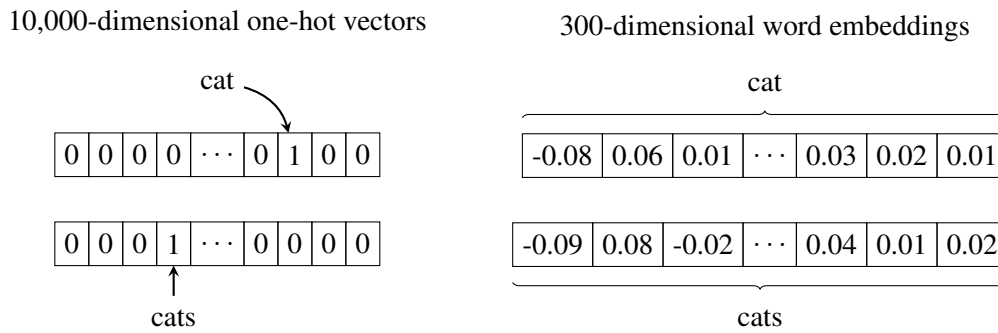 10,000-dimensional one-hot vectors
cat
0 0 0 0 ··· 0 1 0 0
0 0 0 1 ··· 0 0 0 0
cats
300-dimensional word embeddings
cat
-0.08 0.06 0.01 ··· 0.03 0.02 0.01
-0.09 0.08 -0.02 ··· 0.04 0.01 0.02
cats